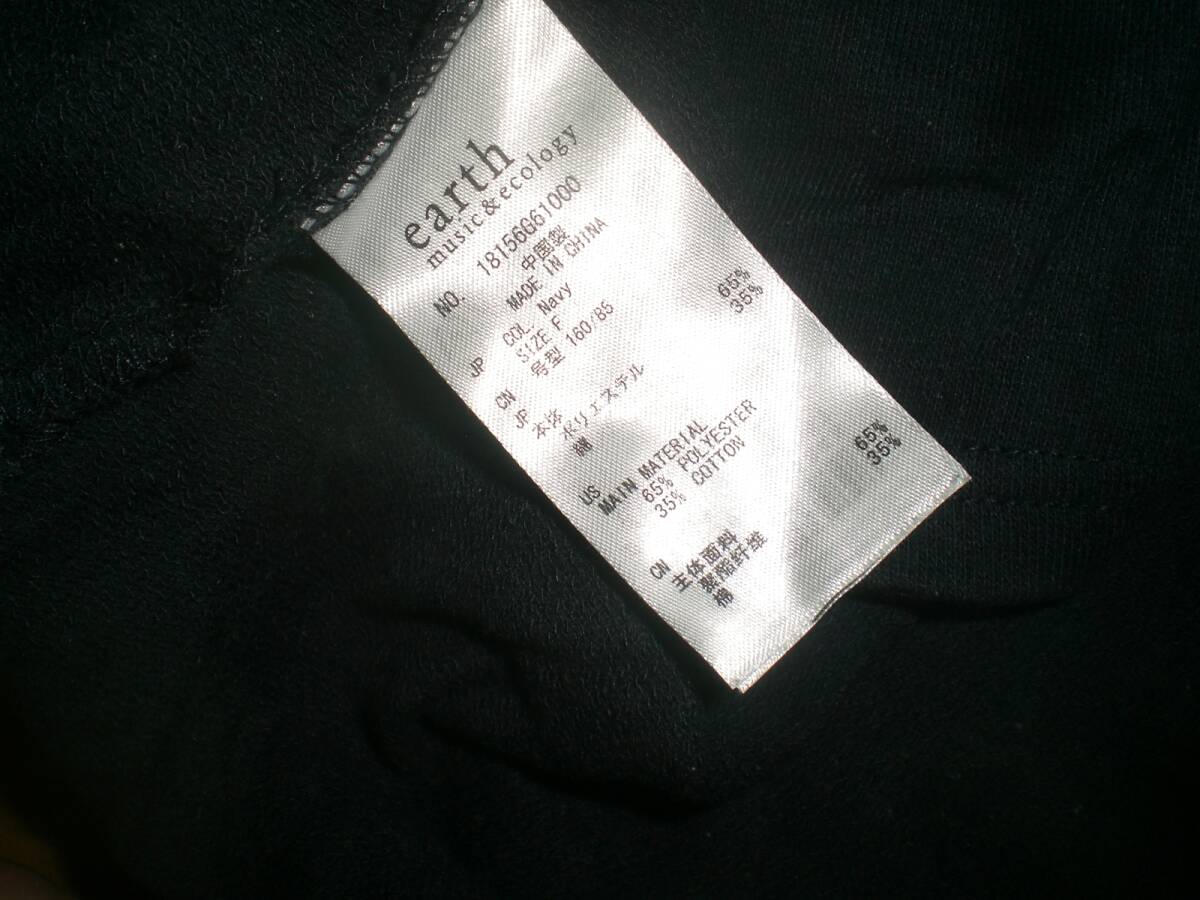 earth
music&ecology
NO. 18156G61000
中国製
MADE IN CHINA
COL. Navy
JP SIZE F
CN 号型 160/85
JP 本体
ポリエステル 65%
綿 35%
US MAIN MATERIAL
65% POLYESTER
35% COTTON
CN 主体面料
聚酯纤维 65%
棉 35%